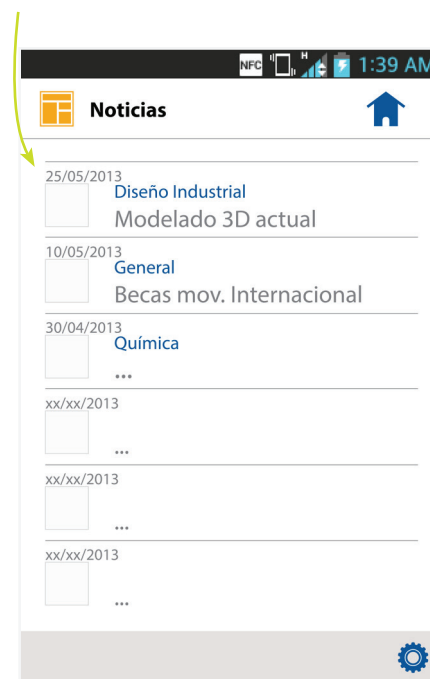 NFC H 1:39 AM
Noticias
25/05/2013
Diseño Industrial
Modelado 3D actual
10/05/2013
General
Becas mov. Internacional
30/04/2013
Química
...
xx/xx/2013
...
xx/xx/2013
...
xx/xx/2013
...